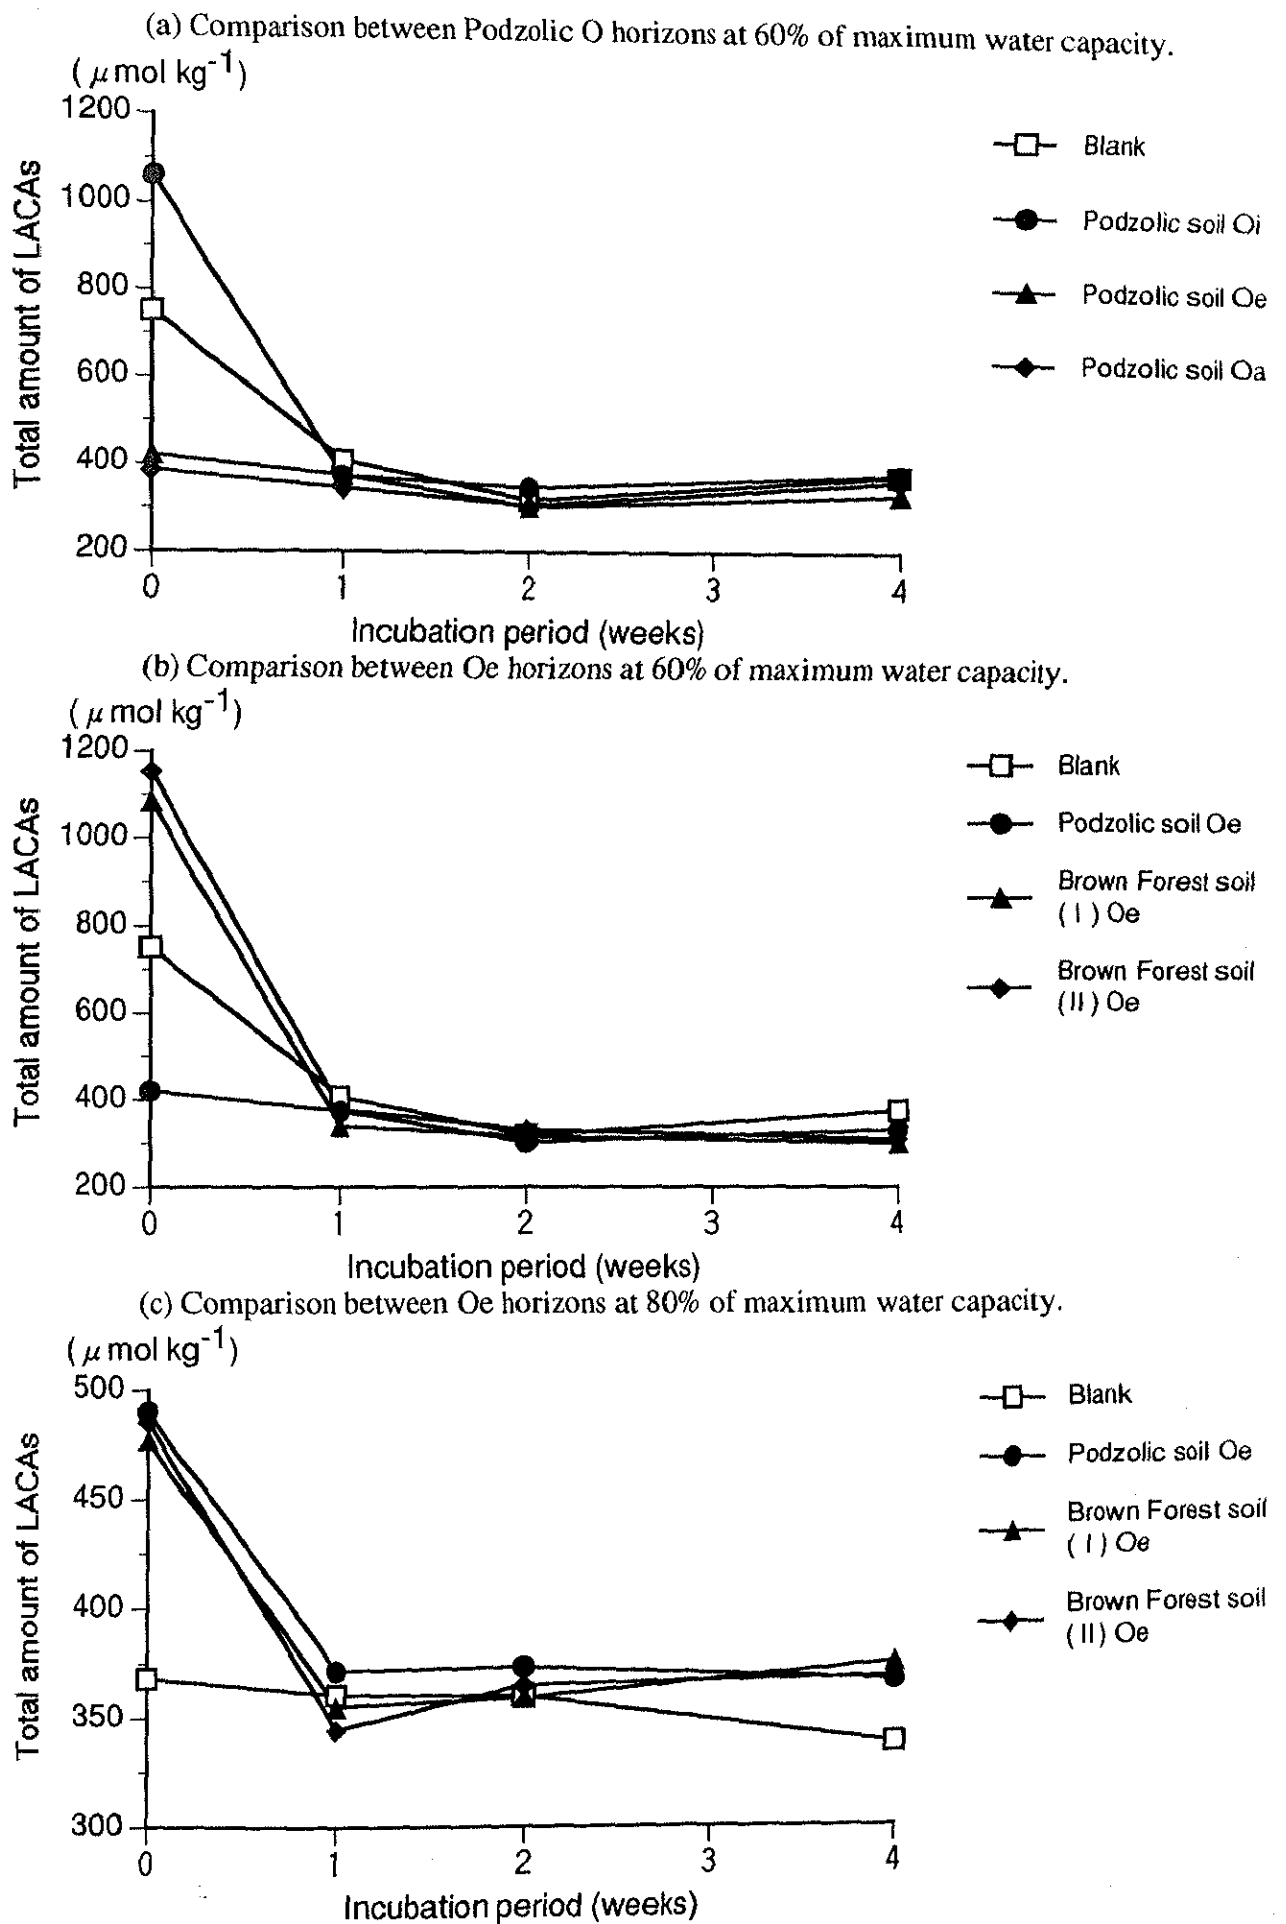 (a) Comparison between Podzolic O horizons at 60% of maximum water capacity.
(μmol kg-1)
Total amount of LACAs
1200
1000
800
600
400
200
0 1 2 3 4
Incubation period (weeks)
Blank
Podzolic soil Oi
Podzolic soil Oe
Podzolic soil Oa
(b) Comparison between Oe horizons at 60% of maximum water capacity.
(μmol kg-1)
Total amount of LACAs
1200
1000
800
600
400
200
0 1 2 3 4
Incubation period (weeks)
Blank
Podzolic soil Oe
Brown Forest soil
(I) Oe
Brown Forest soil
(II) Oe
(c) Comparison between Oe horizons at 80% of maximum water capacity.
(μmol kg-1)
Total amount of LACAs
500
450
400
350
300
0 1 2 3 4
Incubation period (weeks)
Blank
Podzolic soil Oe
Brown Forest soil
(I) Oe
Brown Forest soil
(II) Oe